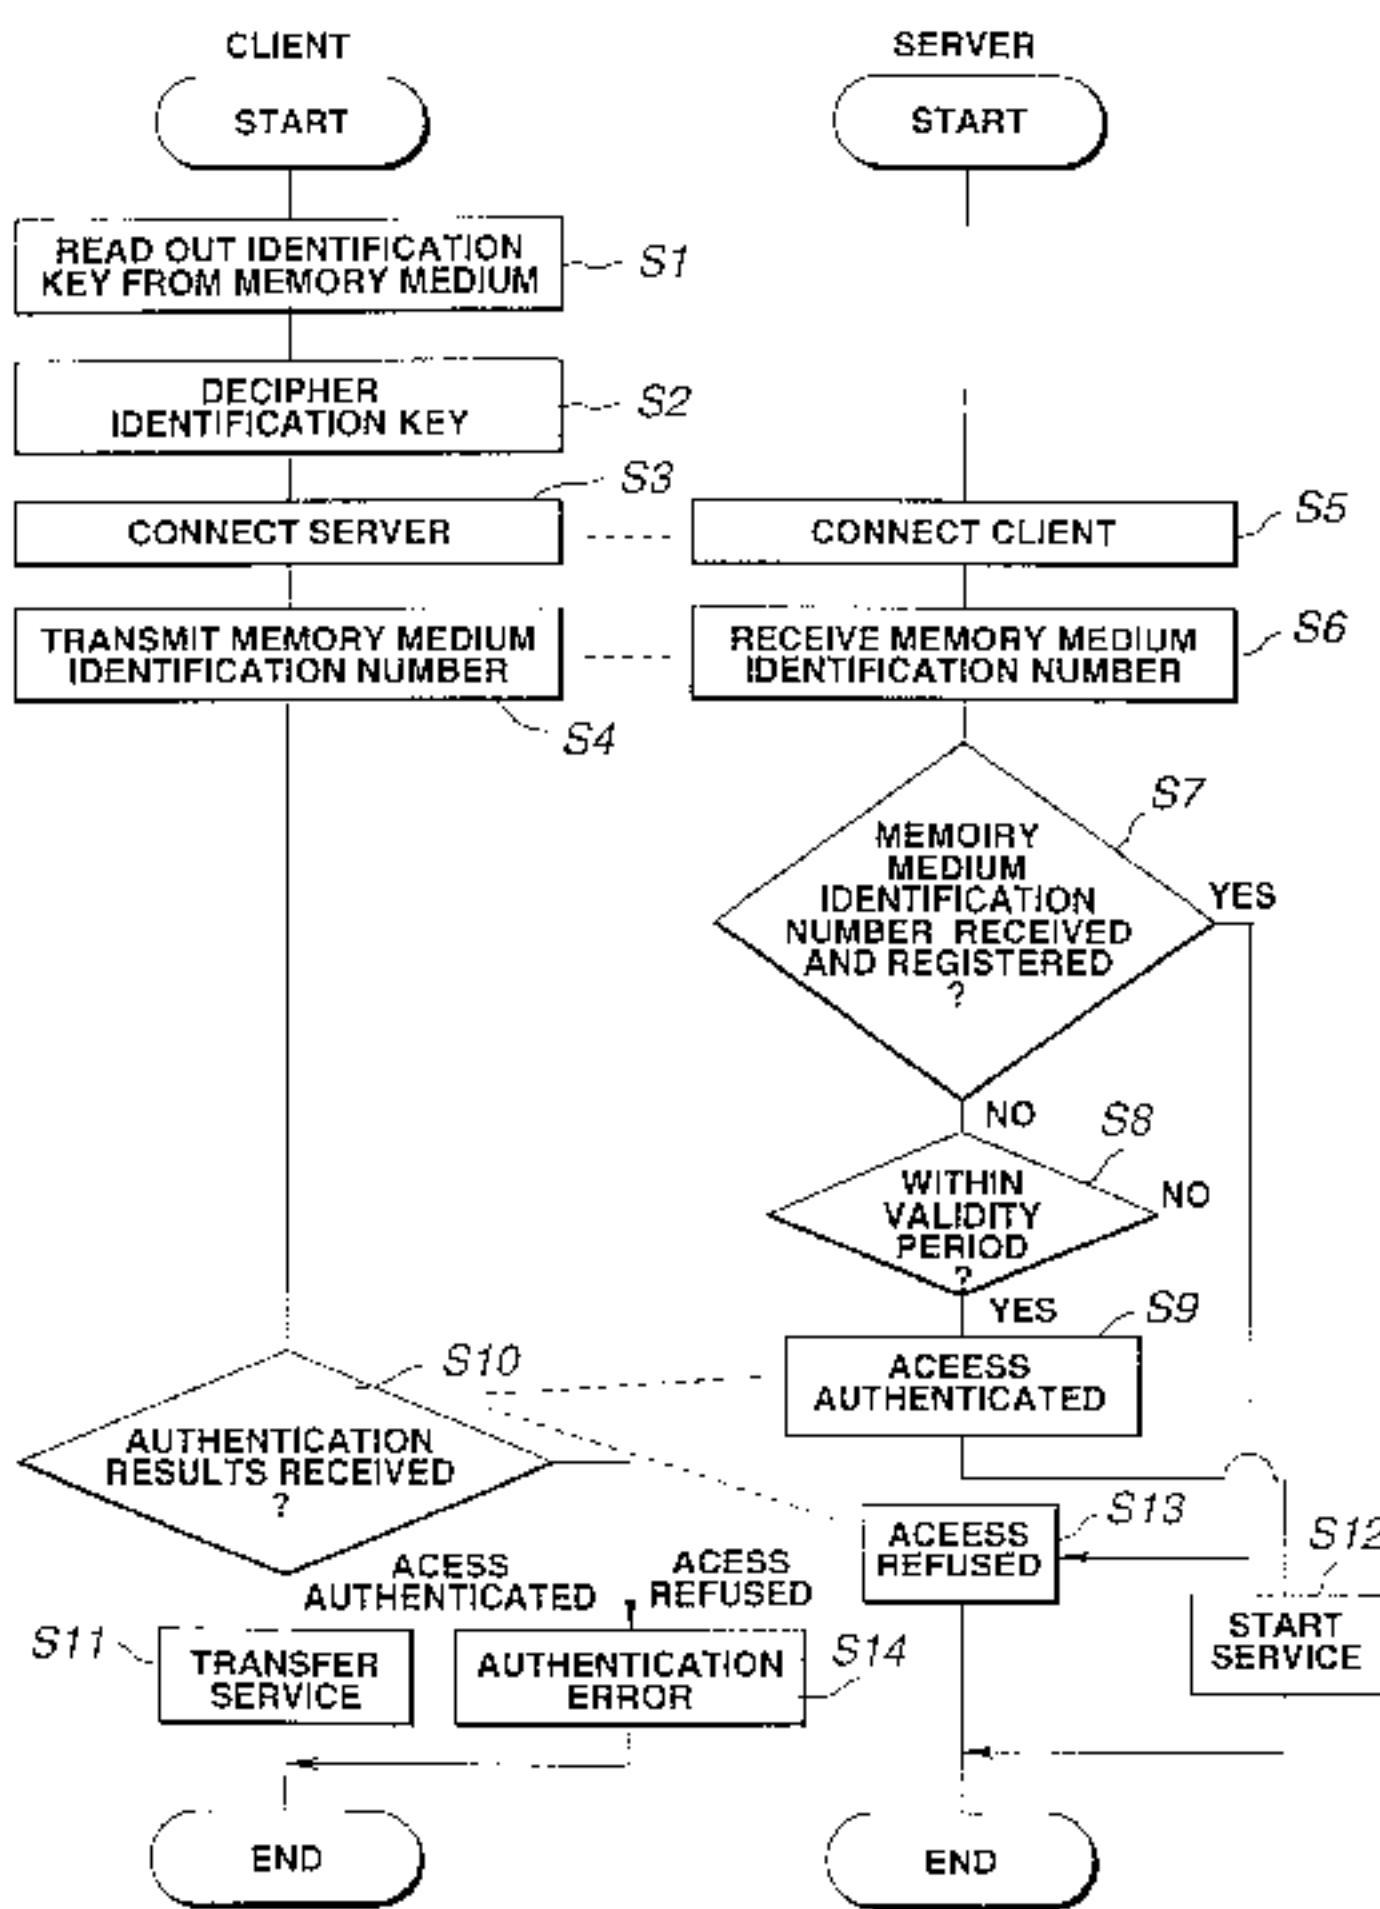 CLIENT
START
READ OUT IDENTIFICATION
KEY FROM MEMORY MEDIUM
S1
DECIPHER
IDENTIFICATION KEY
S2
S3
CONNECT SERVER
TRANSMIT MEMORY MEDIUM
IDENTIFICATION NUMBER
S4
SERVER
START
CONNECT CLIENT
S5
RECEIVE MEMORY MEDIUM
IDENTIFICATION NUMBER
S6
S7
MEMOIRY
MEDIUM
IDENTIFICATION
NUMBER RECEIVED
AND REGISTERED
?
YES
NO
S8
WITHIN
VALIDITY
PERIOD
?
NO
YES
S9
ACEESS
AUTHENTICATED
S10
AUTHENTICATION
RESULTS RECEIVED
?
ACESS
AUTHENTICATED
ACESS
REFUSED
S11
TRANSFER
SERVICE
AUTHENTICATION
ERROR
S14
ACEESS
REFUSED
S13
S12
START
SERVICE
END
END